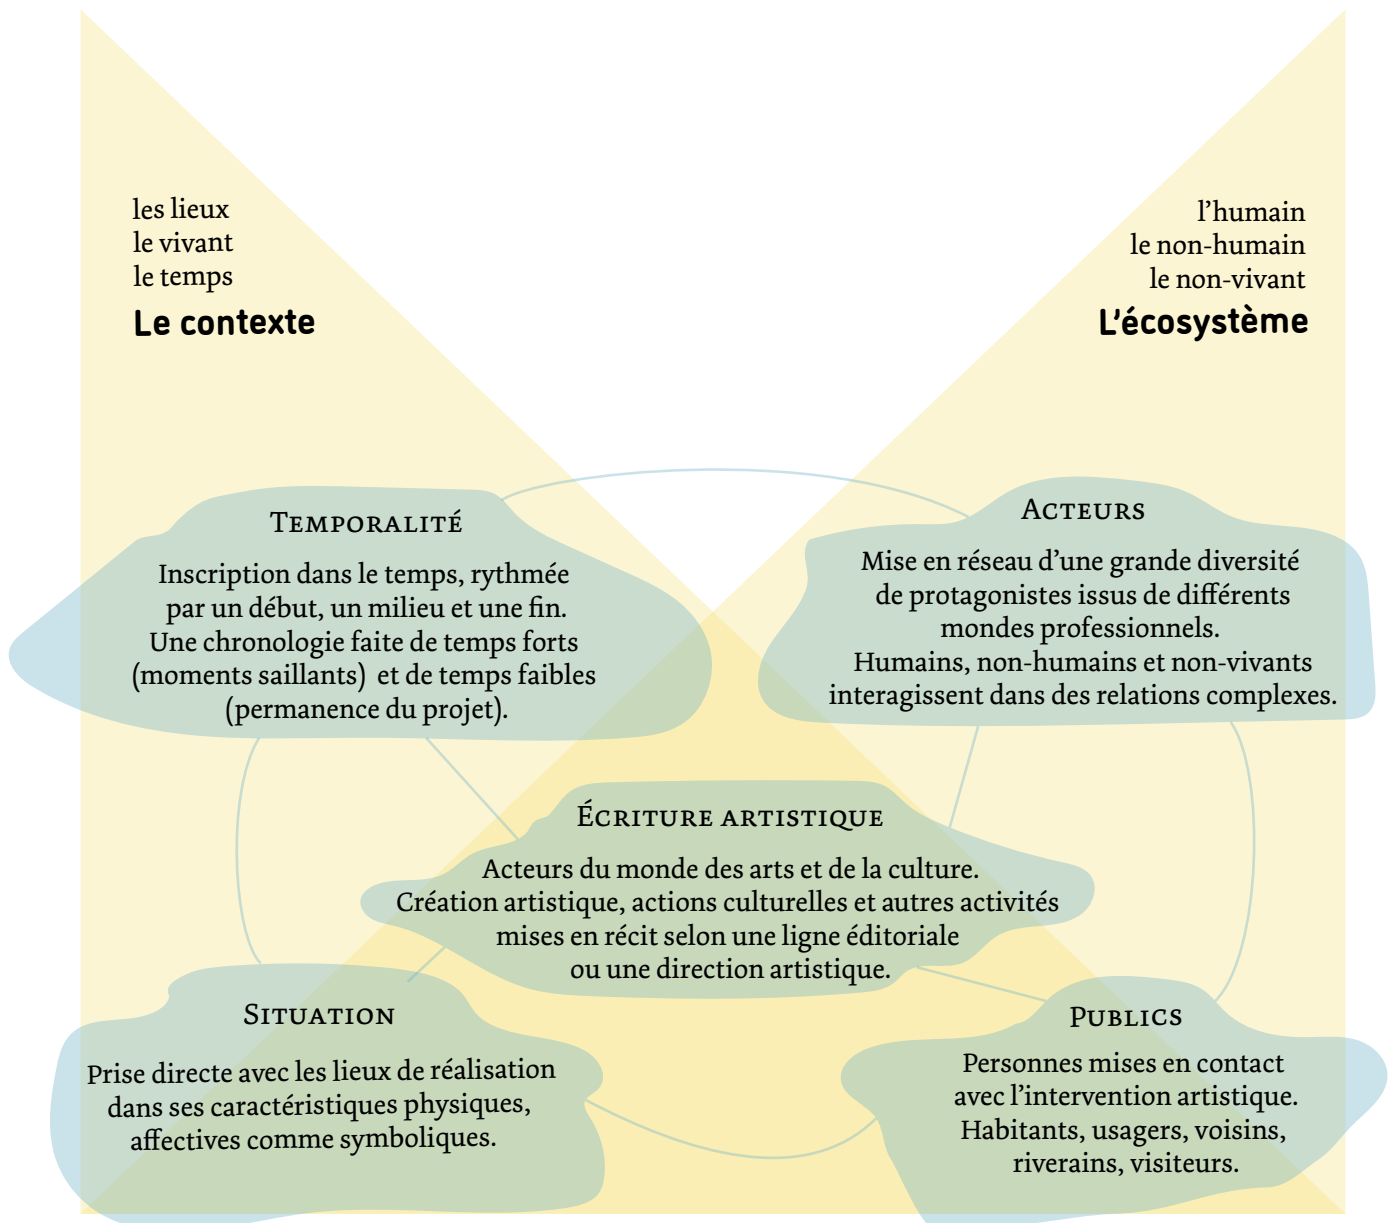 les lieux
le vivant
le temps
Le contexte
l’humain
le non-humain
le non-vivant
L’écosystème
Temporalité
Inscription dans le temps, rythmée
par un début, un milieu et une fin.
Une chronologie faite de temps forts
(moments saillants) et de temps faibles
(permanence du projet).
Acteurs
Mise en réseau d’une grande diversité
de protagonistes issus de différents
mondes professionnels.
Humains, non-humains et non-vivants
interagissent dans des relations complexes.
Écriture artistique
Acteurs du monde des arts et de la culture.
Création artistique, actions culturelles et autres activités
mises en récit selon une ligne éditoriale
ou une direction artistique.
Situation
Prise directe avec les lieux de réalisation
dans ses caractéristiques physiques,
affectives comme symboliques.
Publics
Personnes mises en contact
avec l’intervention artistique.
Habitants, usagers, voisins,
riverains, visiteurs.